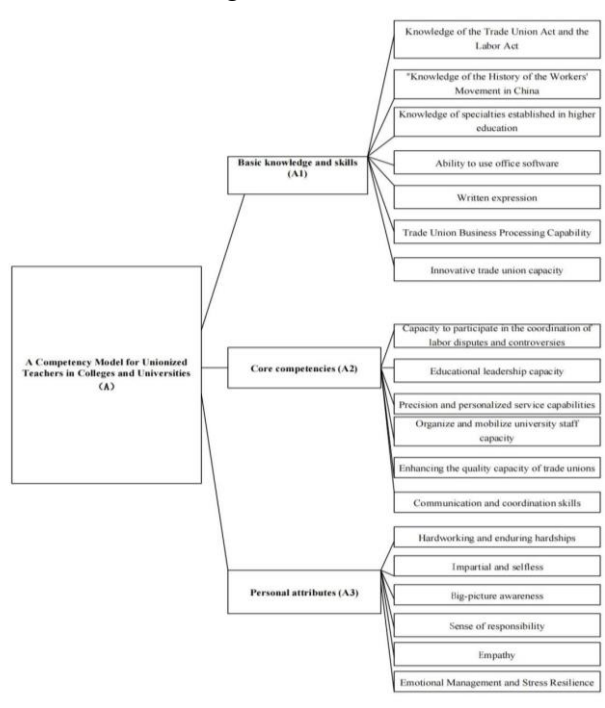 A Competency Model for Unionized
Teachers in Colleges and Universities
(A)
Basic knowledge and skills
(A1)
Knowledge of the Trade Union Act and the
Labor Act
"Knowledge of the History of the Workers'
Movement in China
Knowledge of specialties established in higher
education
Ability to use office software
Written expression
Trade Union Business Processing Capability
Innovative trade union capacity
Core competencies (A2)
Capacity to participate in the coordination of
labor disputes and controversies
Educational leadership capacity
Precision and personalized service capabilities
Organize and mobilize university staff
capacity
Enhancing the quality capacity of trade unions
Communication and coordination skills
Personal attributes (A3)
Hardworking and enduring hardships
Impartial and selfless
Big-picture awareness
Sense of responsibility
Empathy
Emotional Management and Stress Resilience